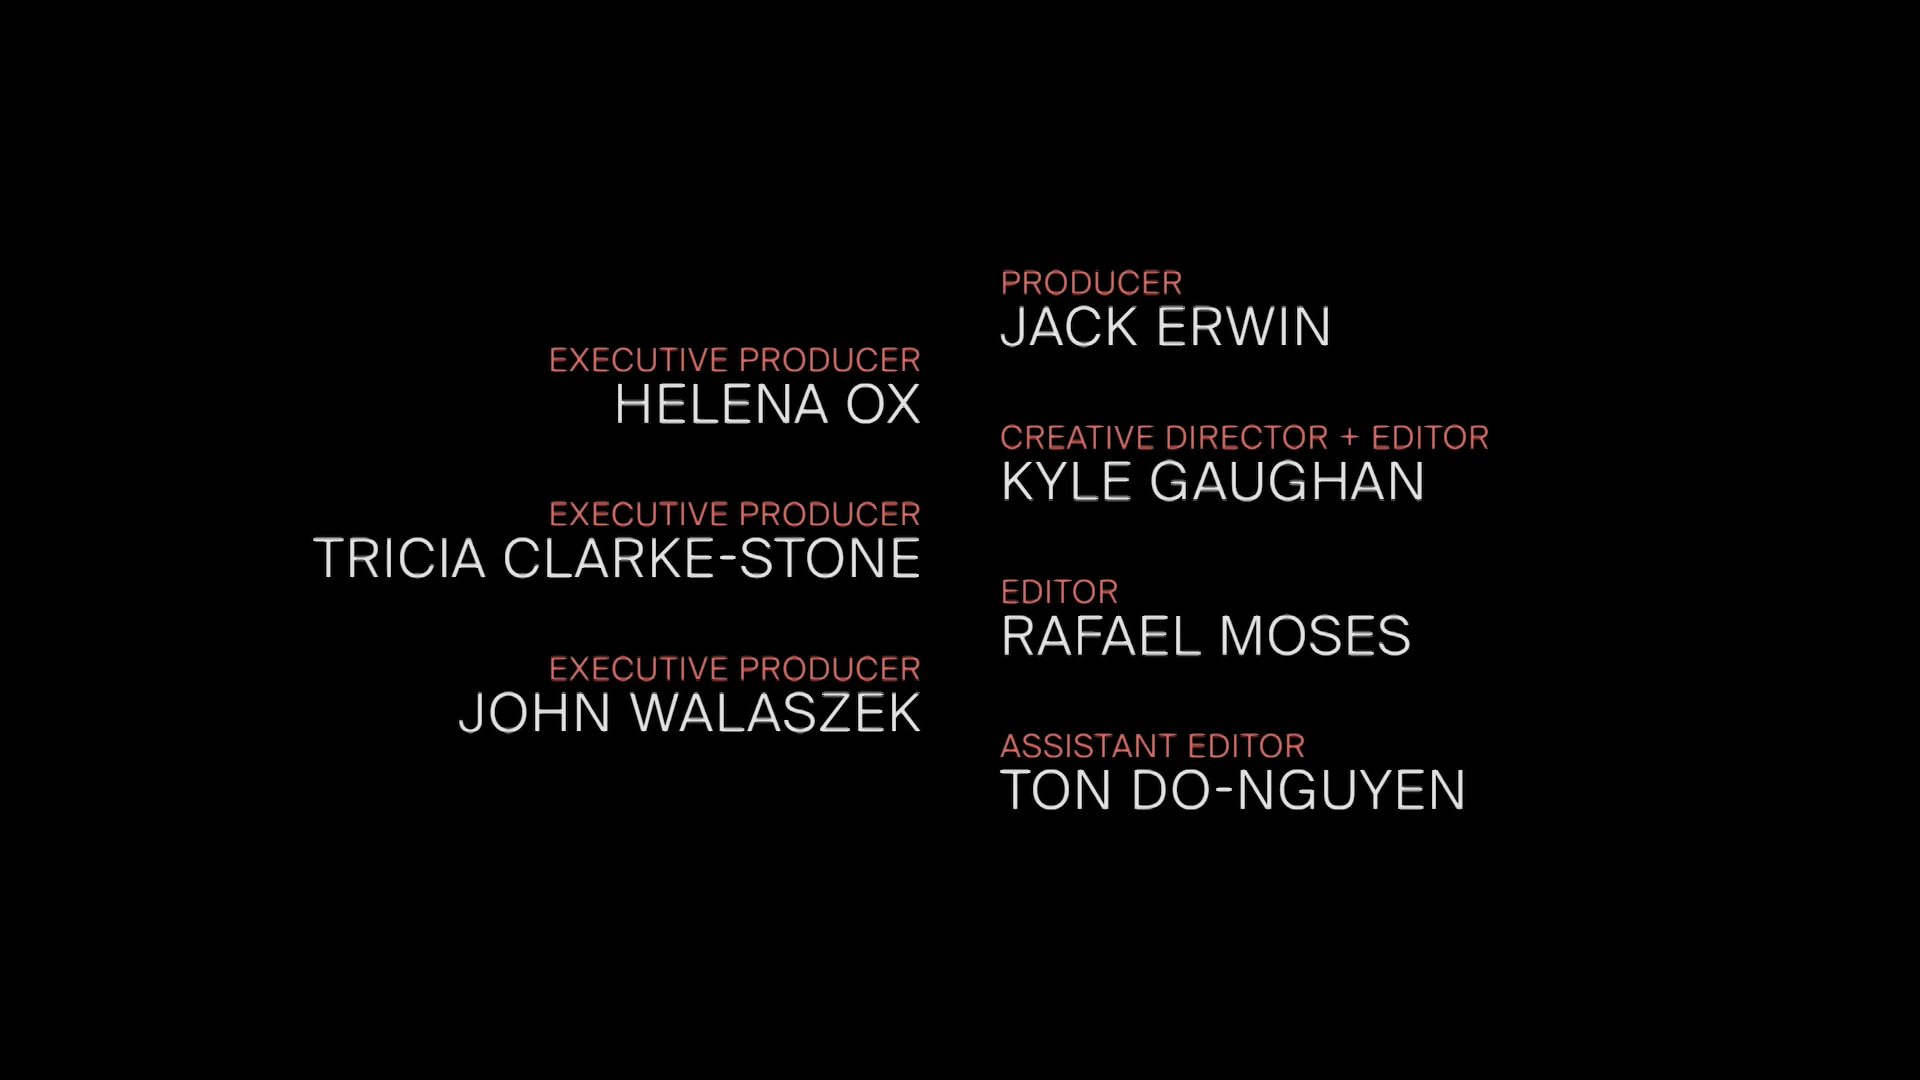 EXECUTIVE PRODUCER
HELENA OX
EXECUTIVE PRODUCER
TRICIA CLARKE-STONE
EXECUTIVE PRODUCER
JOHN WALASZEK
PRODUCER
JACK ERWIN
CREATIVE DIRECTOR + EDITOR
KYLE GAUGHAN
EDITOR
RAFAEL MOSES
ASSISTANT EDITOR
TON DO-NGUYEN